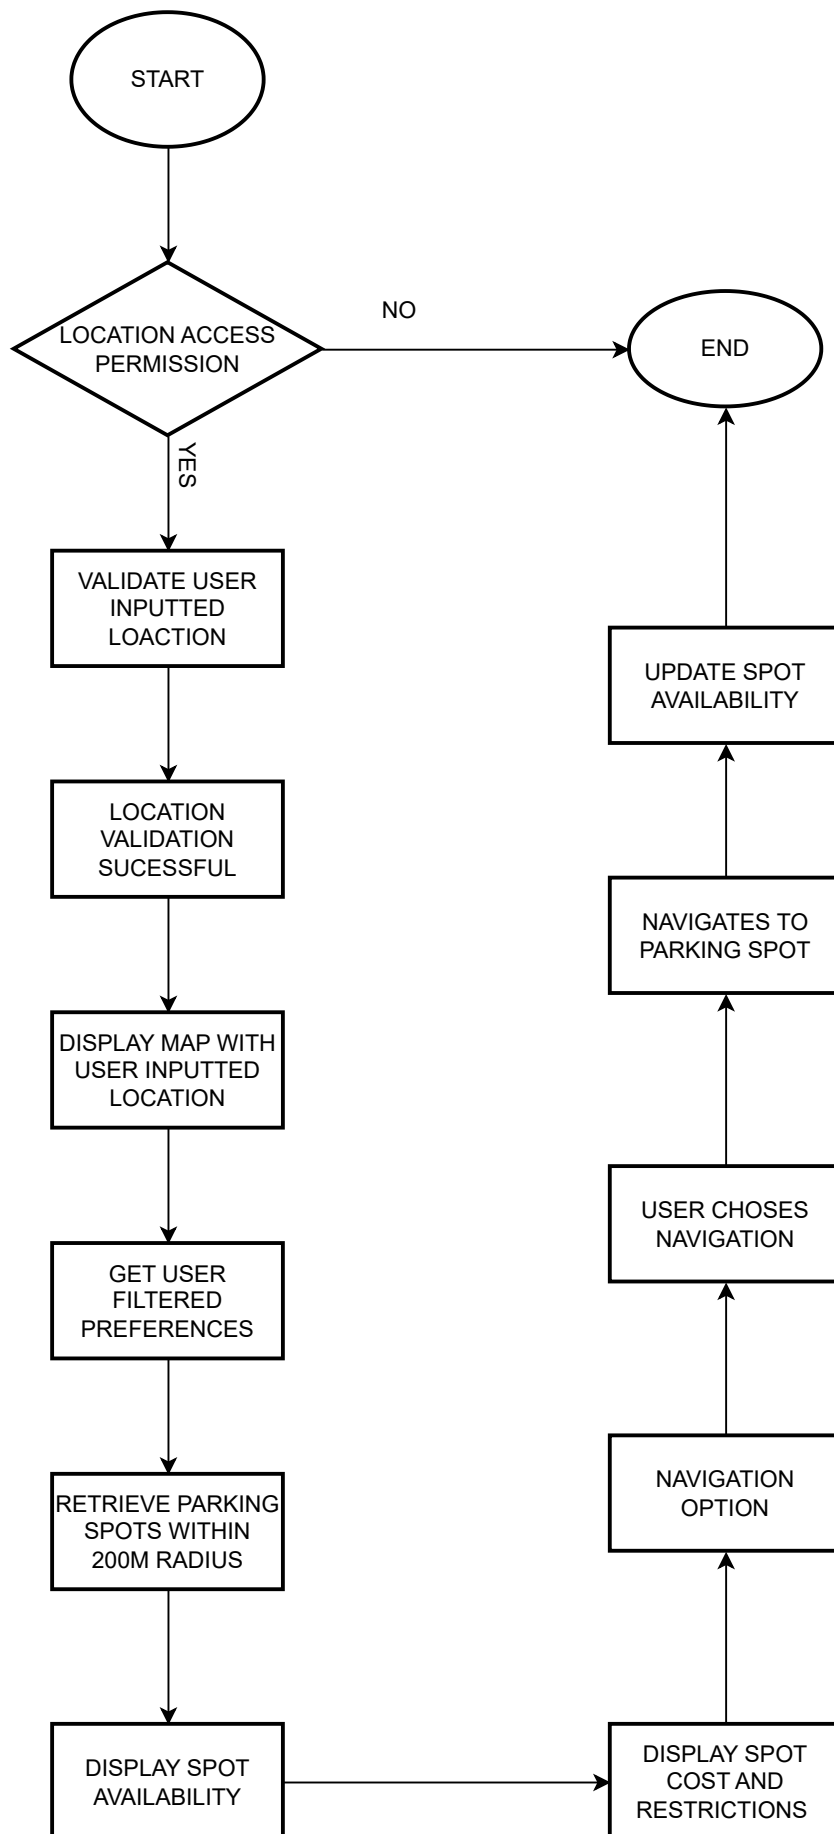 START
LOCATION ACCESS
PERMISSION
NO
END
YES
VALIDATE USER
INPUTTED
LOACTION
LOCATION
VALIDATION
SUCESSFUL
DISPLAY MAP WITH
USER INPUTTED
LOCATION
GET USER
FILTERED
PREFERENCES
RETRIEVE PARKING
SPOTS WITHIN
200M RADIUS
DISPLAY SPOT
AVAILABILITY
DISPLAY SPOT
COST AND
RESTRICTIONS
NAVIGATION
OPTION
USER CHOSES
NAVIGATION
NAVIGATES TO
PARKING SPOT
UPDATE SPOT
AVAILABILITY